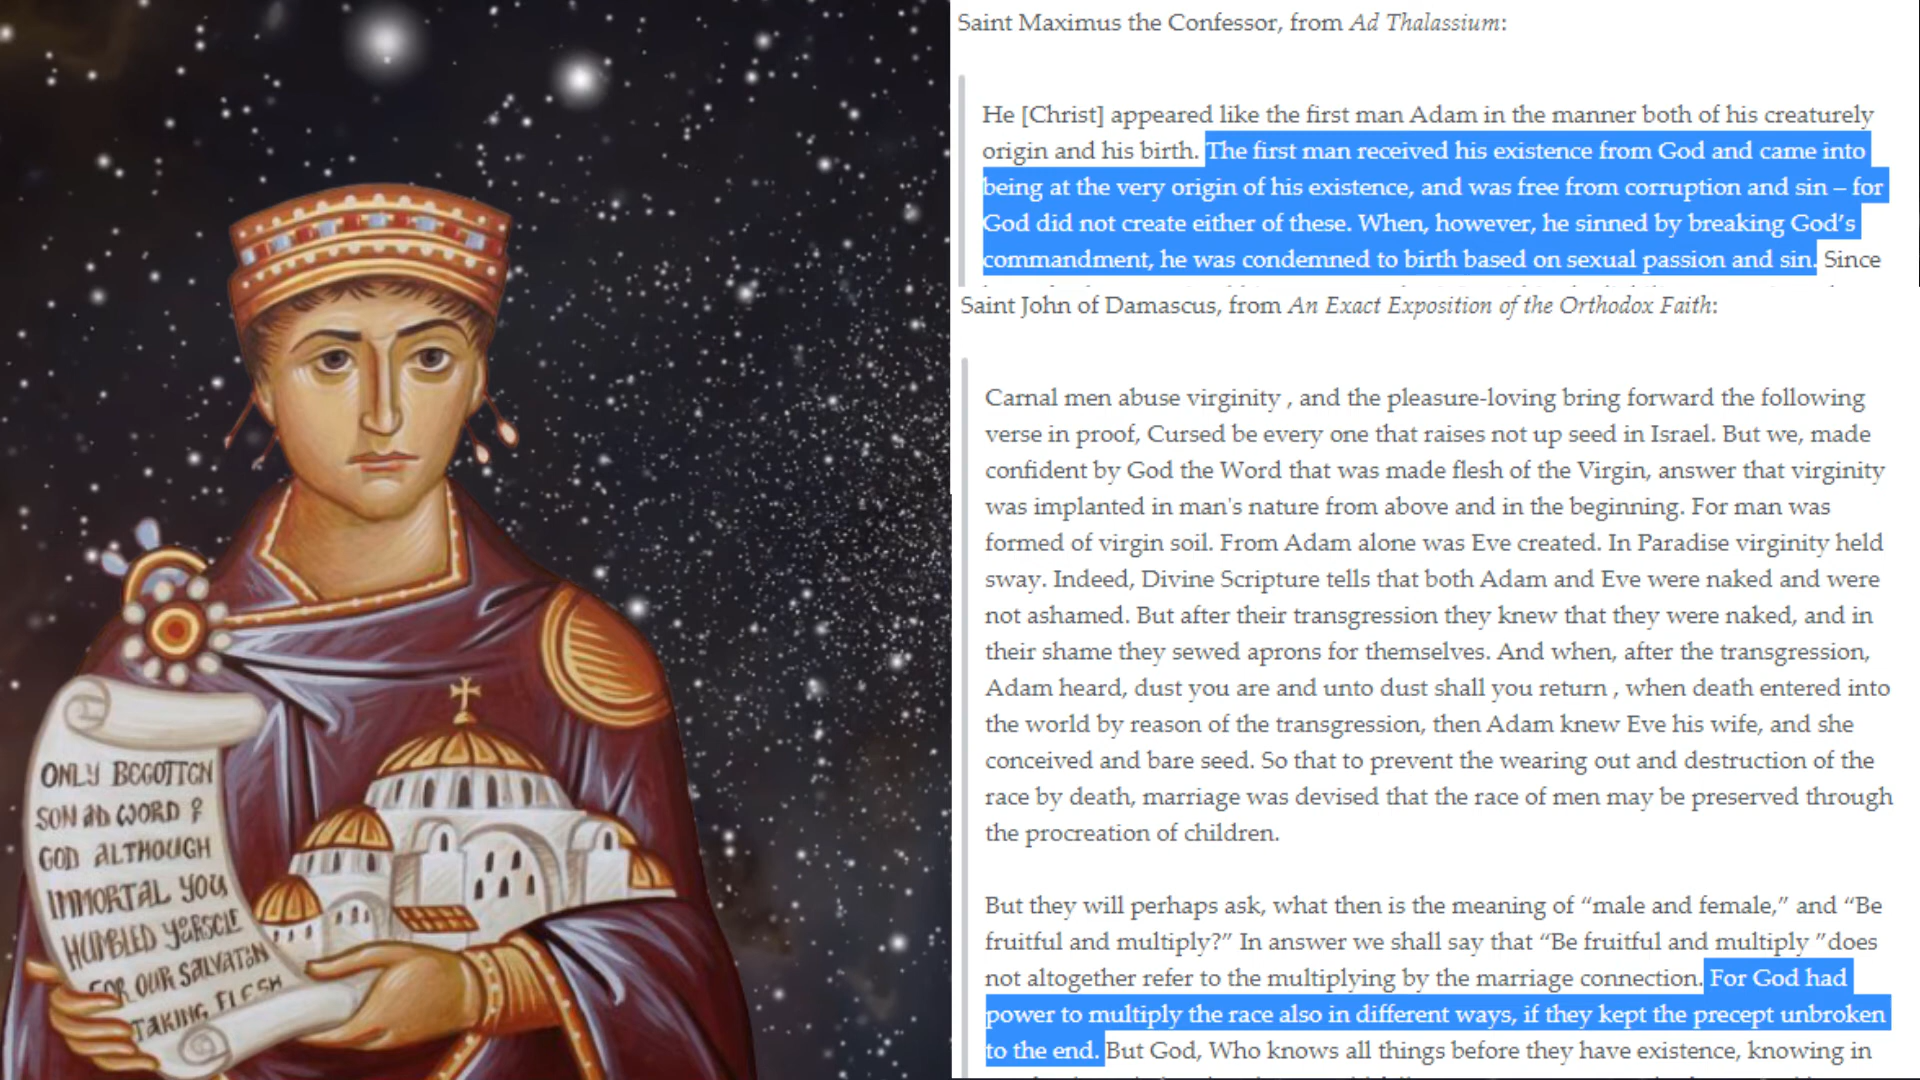 ONLY BEGOTTEN
SON AD WORD OF
GOD ALTHOUGH
IMMORTAL YOU
HUMBLED YORSELF
FOR OUR SALVATIN
TAKING FLESH
Saint Maximus the Confessor, from Ad Thalassium:
He [Christ] appeared like the first man Adam in the manner both of his creaturely
origin and his birth. The first man received his existence from God and came into
being at the very origin of his existence, and was free from corruption and sin – for
God did not create either of these. When, however, he sinned by breaking God's
commandment, he was condemned to birth based on sexual passion and sin. Since
Saint John of Damascus, from An Exact Exposition of the Orthodox Faith:
Carnal men abuse virginity , and the pleasure-loving bring forward the following
verse in proof, Cursed be every one that raises not up seed in Israel. But we, made
confident by God the Word that was made flesh of the Virgin, answer that virginity
was implanted in man's nature from above and in the beginning. For man was
formed of virgin soil. From Adam alone was Eve created. In Paradise virginity held
sway. Indeed, Divine Scripture tells that both Adam and Eve were naked and were
not ashamed. But after their transgression they knew that they were naked, and in
their shame they sewed aprons for themselves. And when, after the transgression,
Adam heard, dust you are and unto dust shall you return , when death entered into
the world by reason of the transgression, then Adam knew Eve his wife, and she
conceived and bare seed. So that to prevent the wearing out and destruction of the
race by death, marriage was devised that the race of men may be preserved through
the procreation of children.
But they will perhaps ask, what then is the meaning of “male and female,” and “Be
fruitful and multiply?” In answer we shall say that “Be fruitful and multiply ”does
not altogether refer to the multiplying by the marriage connection. For God had
power to multiply the race also in different ways, if they kept the precept unbroken
to the end. But God, Who knows all things before they have existence, knowing in